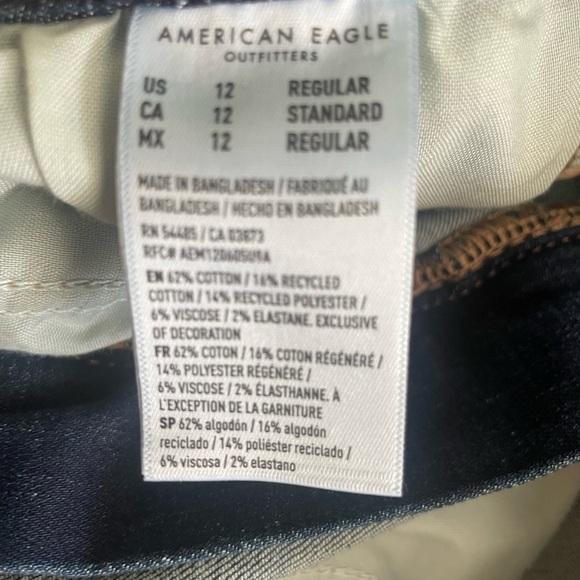 AMERICAN EAGLE
OUTFITTERS
US 12 REGULAR
CA 12 STANDARD
MX 12 REGULAR
MADE IN BANGLADESH / FABRIQUÉ AU
BANGLADESH / HECHO EN BANGLADESH
RN 54485 / CA 03873
RFC# AEM1206050S9A
EN 62% COTTON / 16% RECYCLED
COTTON / 14% RECYCLED POLYESTER /
6% VISCOSE / 2% ELASTANE. EXCLUSIVE
OF DECORATION
FR 62% COTON / 16% COTON RÉGÉNÉRÉ /
14% POLYESTER RÉGÉNÉRÉ /
6% VISCOSE / 2% ÉLASTHANNE. À
L'EXCEPTION DE LA GARNITURE
SP 62% algodón / 16% algodón
reciclado / 14% poliéster reciclado /
6% viscosa / 2% elastano